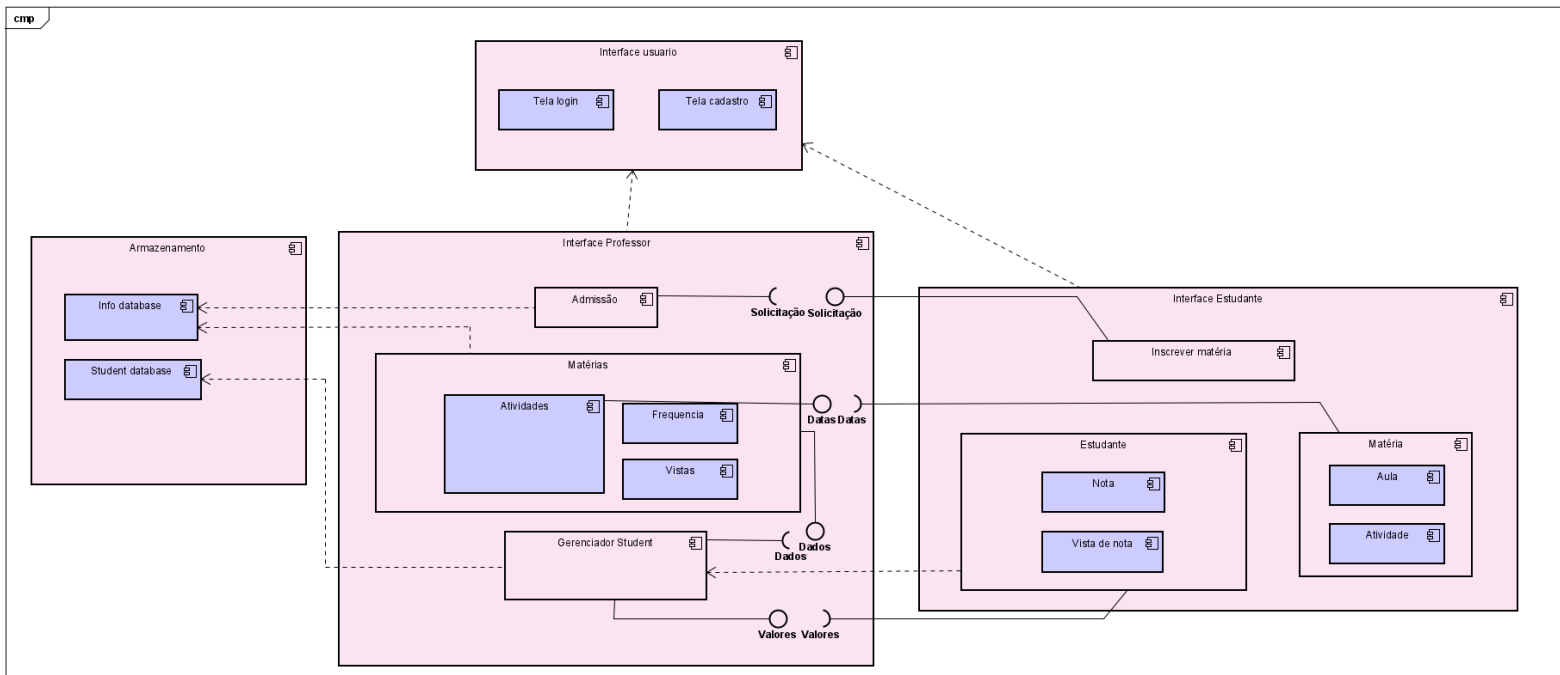 cmp
Interface usuario
Tela login
Tela cadastro
Armazenamento
Info database
Student database
Interface Professor
Admissão
Solicitação
Solicitação
Matérias
Atividades
Frequencia
Vistas
Datas
Datas
Gerenciador Student
Dados
Dados
Valores
Valores
Interface Estudante
Inscrever matéria
Estudante
Nota
Vista de nota
Matéria
Aula
Atividade